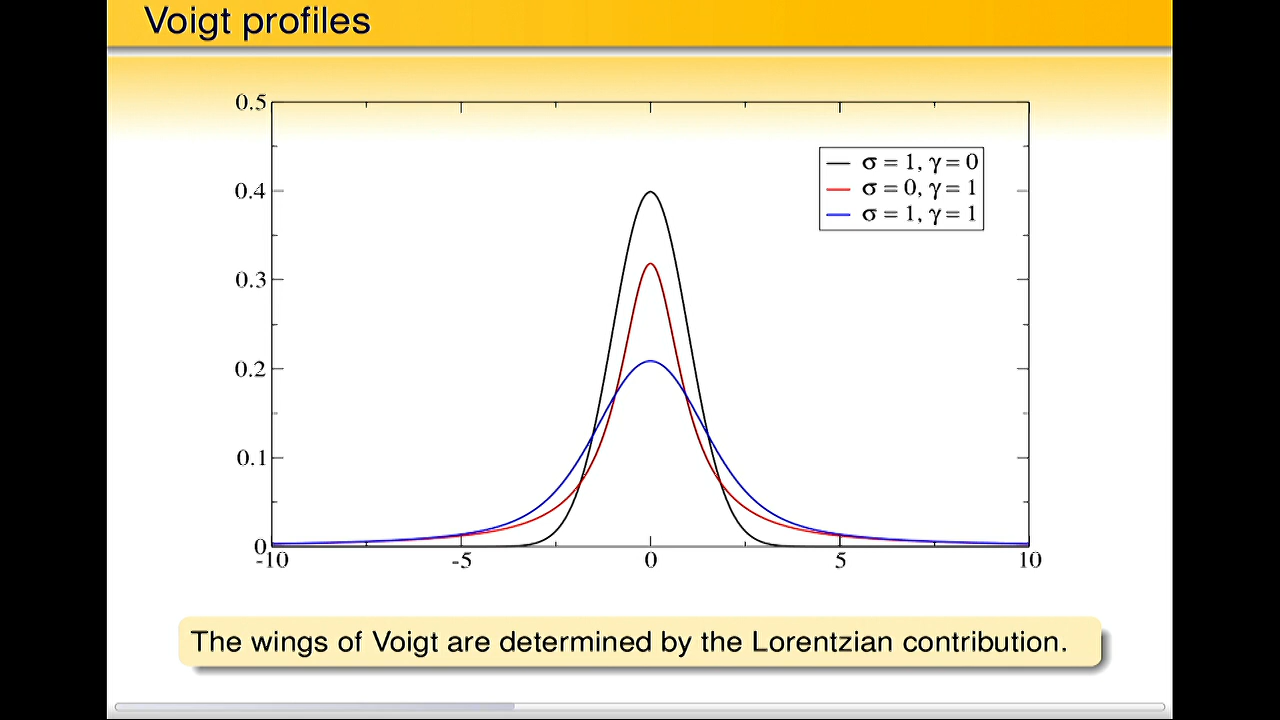 Voigt profiles
0.5
0.4
0.3
0.2
0.1
0
-10
-5
0
5
10
σ = 1, γ = 0
σ = 0, γ = 1
σ = 1, γ = 1
The wings of Voigt are determined by the Lorentzian contribution.